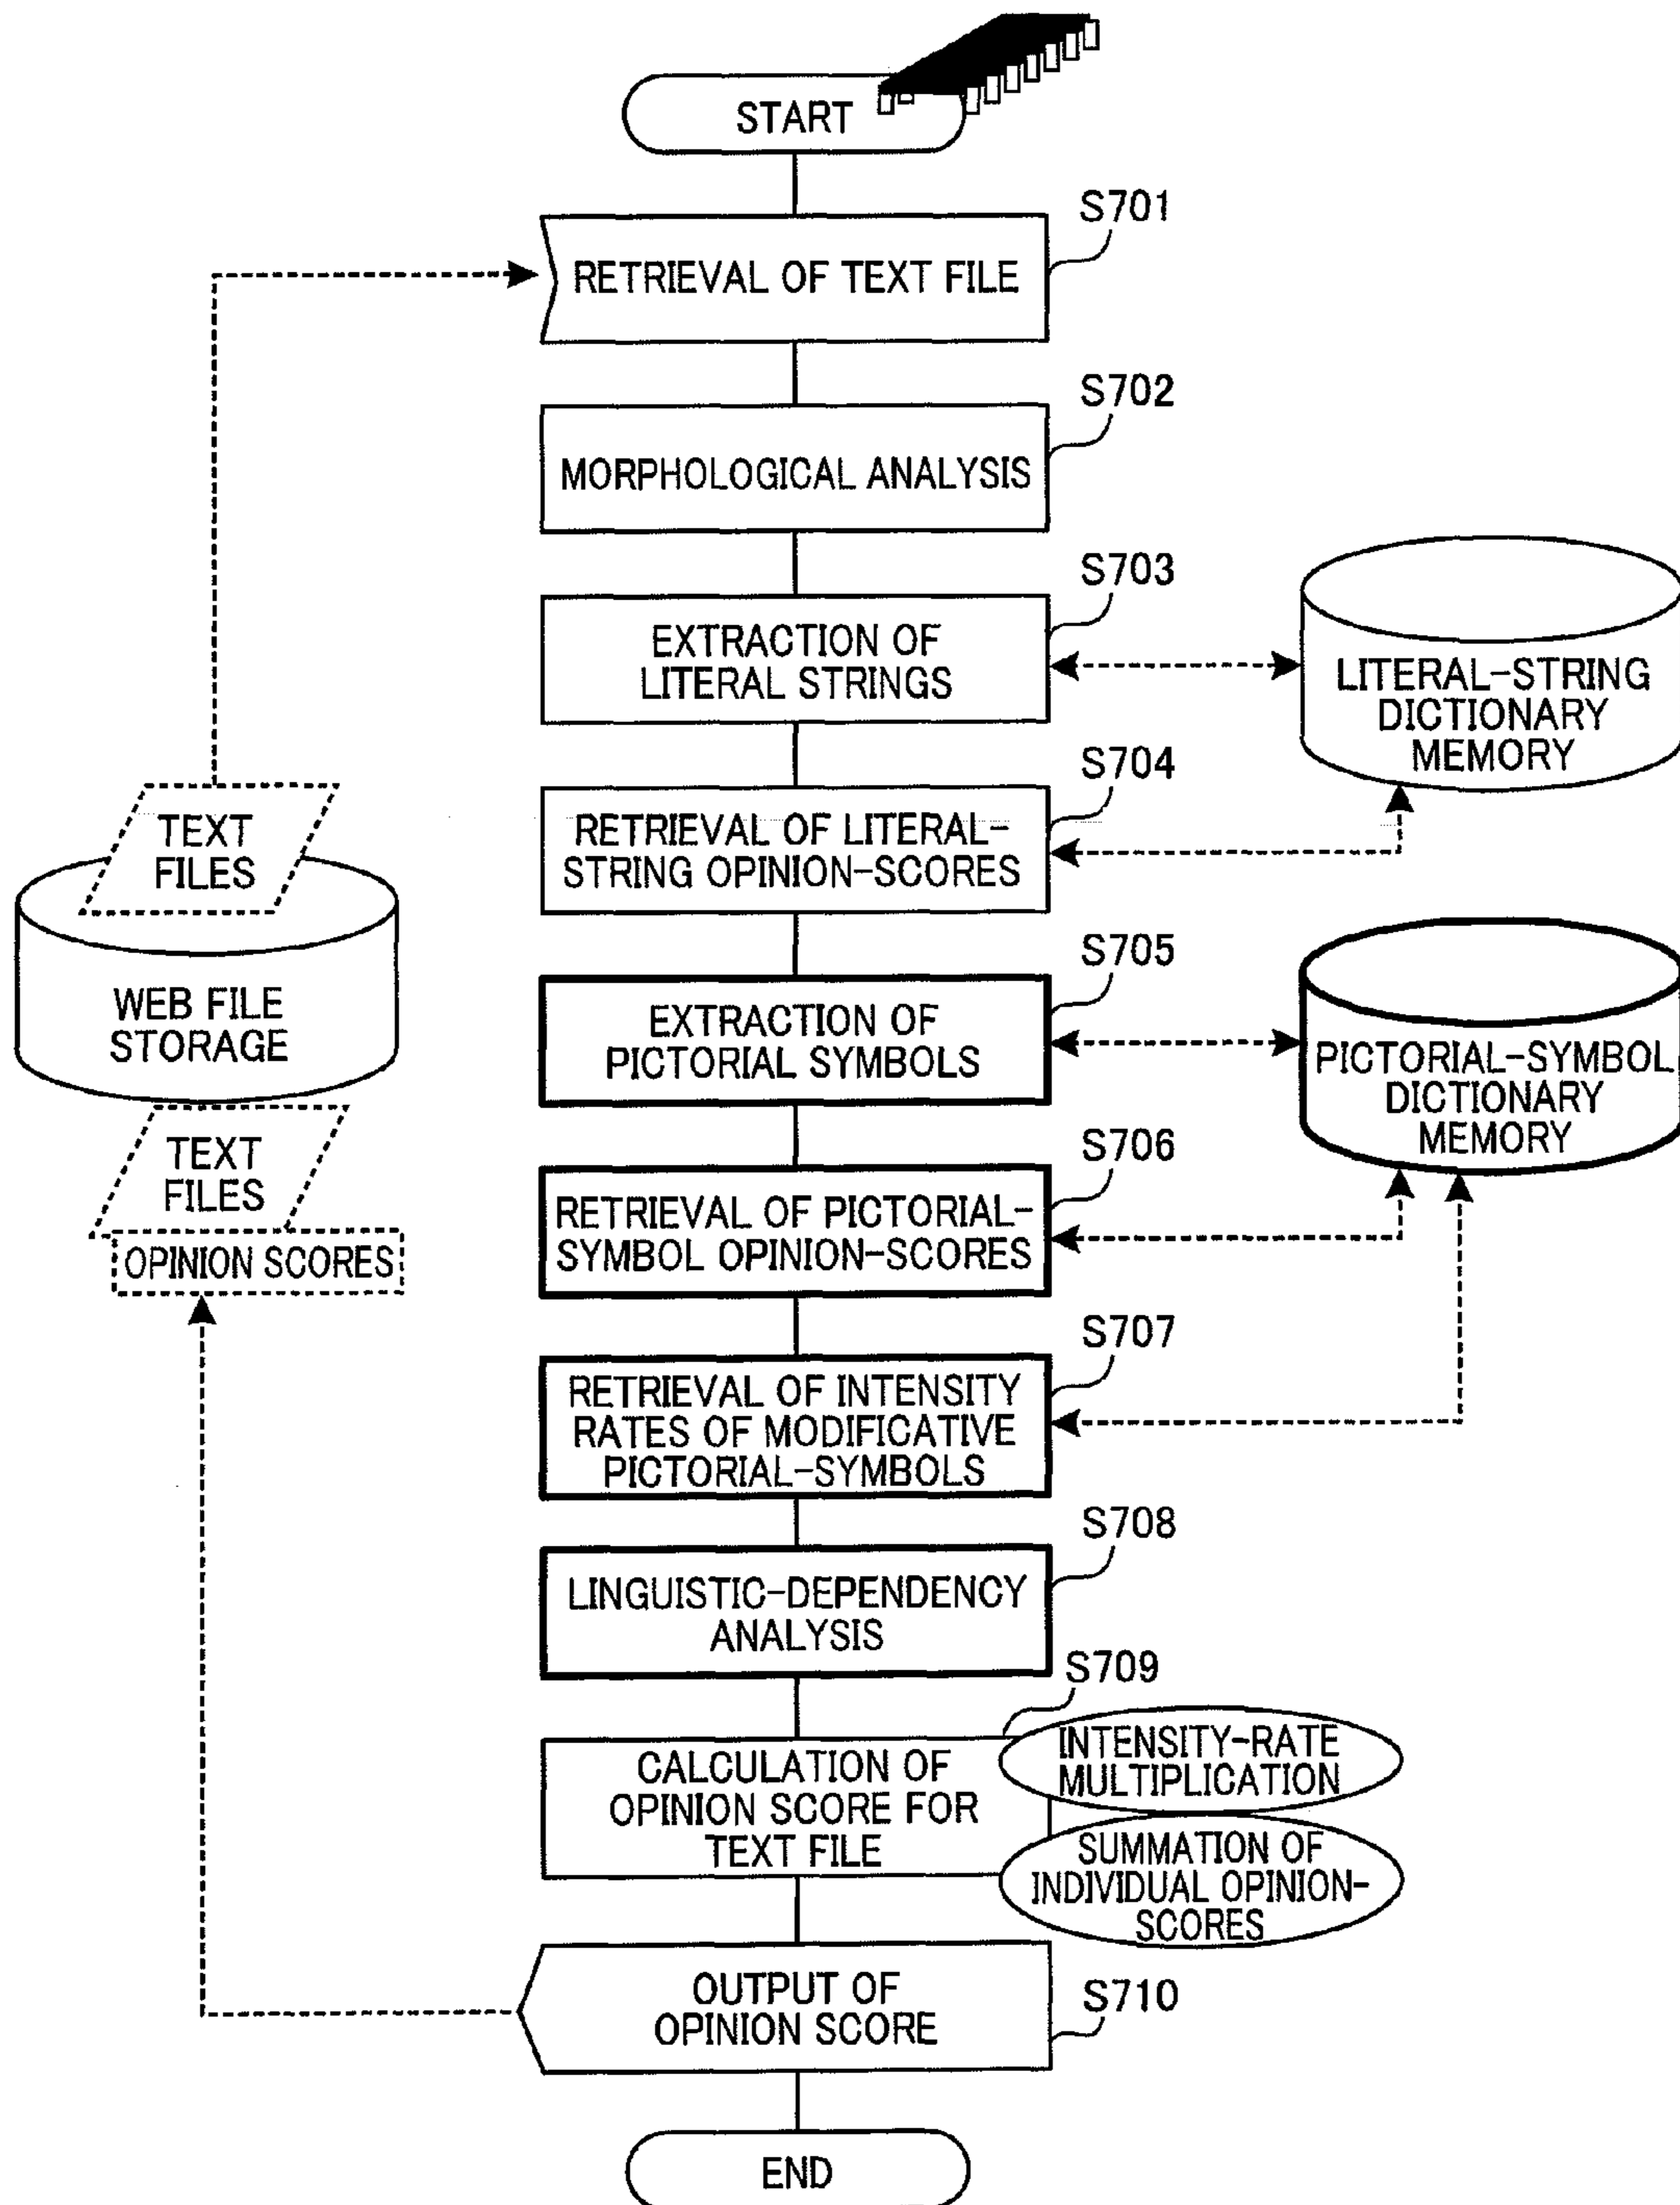 START
S701
RETRIEVAL OF TEXT FILE
S702
MORPHOLOGICAL ANALYSIS
S703
EXTRACTION OF
LITERAL STRINGS
LITERAL-STRING
DICTIONARY
MEMORY
S704
RETRIEVAL OF LITERAL-
STRING OPINION-SCORES
TEXT
FILES
WEB FILE
STORAGE
S705
EXTRACTION OF
PICTORIAL SYMBOLS
PICTORIAL-SYMBOL
DICTIONARY
MEMORY
TEXT
FILES
OPINION SCORES
S706
RETRIEVAL OF PICTORIAL-
SYMBOL OPINION-SCORES
S707
RETRIEVAL OF INTENSITY
RATES OF MODIFICATIVE
PICTORIAL-SYMBOLS
S708
LINGUISTIC-DEPENDENCY
ANALYSIS
S709
CALCULATION OF
OPINION SCORE FOR
TEXT FILE
INTENSITY-RATE
MULTIPLICATION
SUMMATION OF
INDIVIDUAL OPINION-
SCORES
OUTPUT OF
OPINION SCORE
S710
END